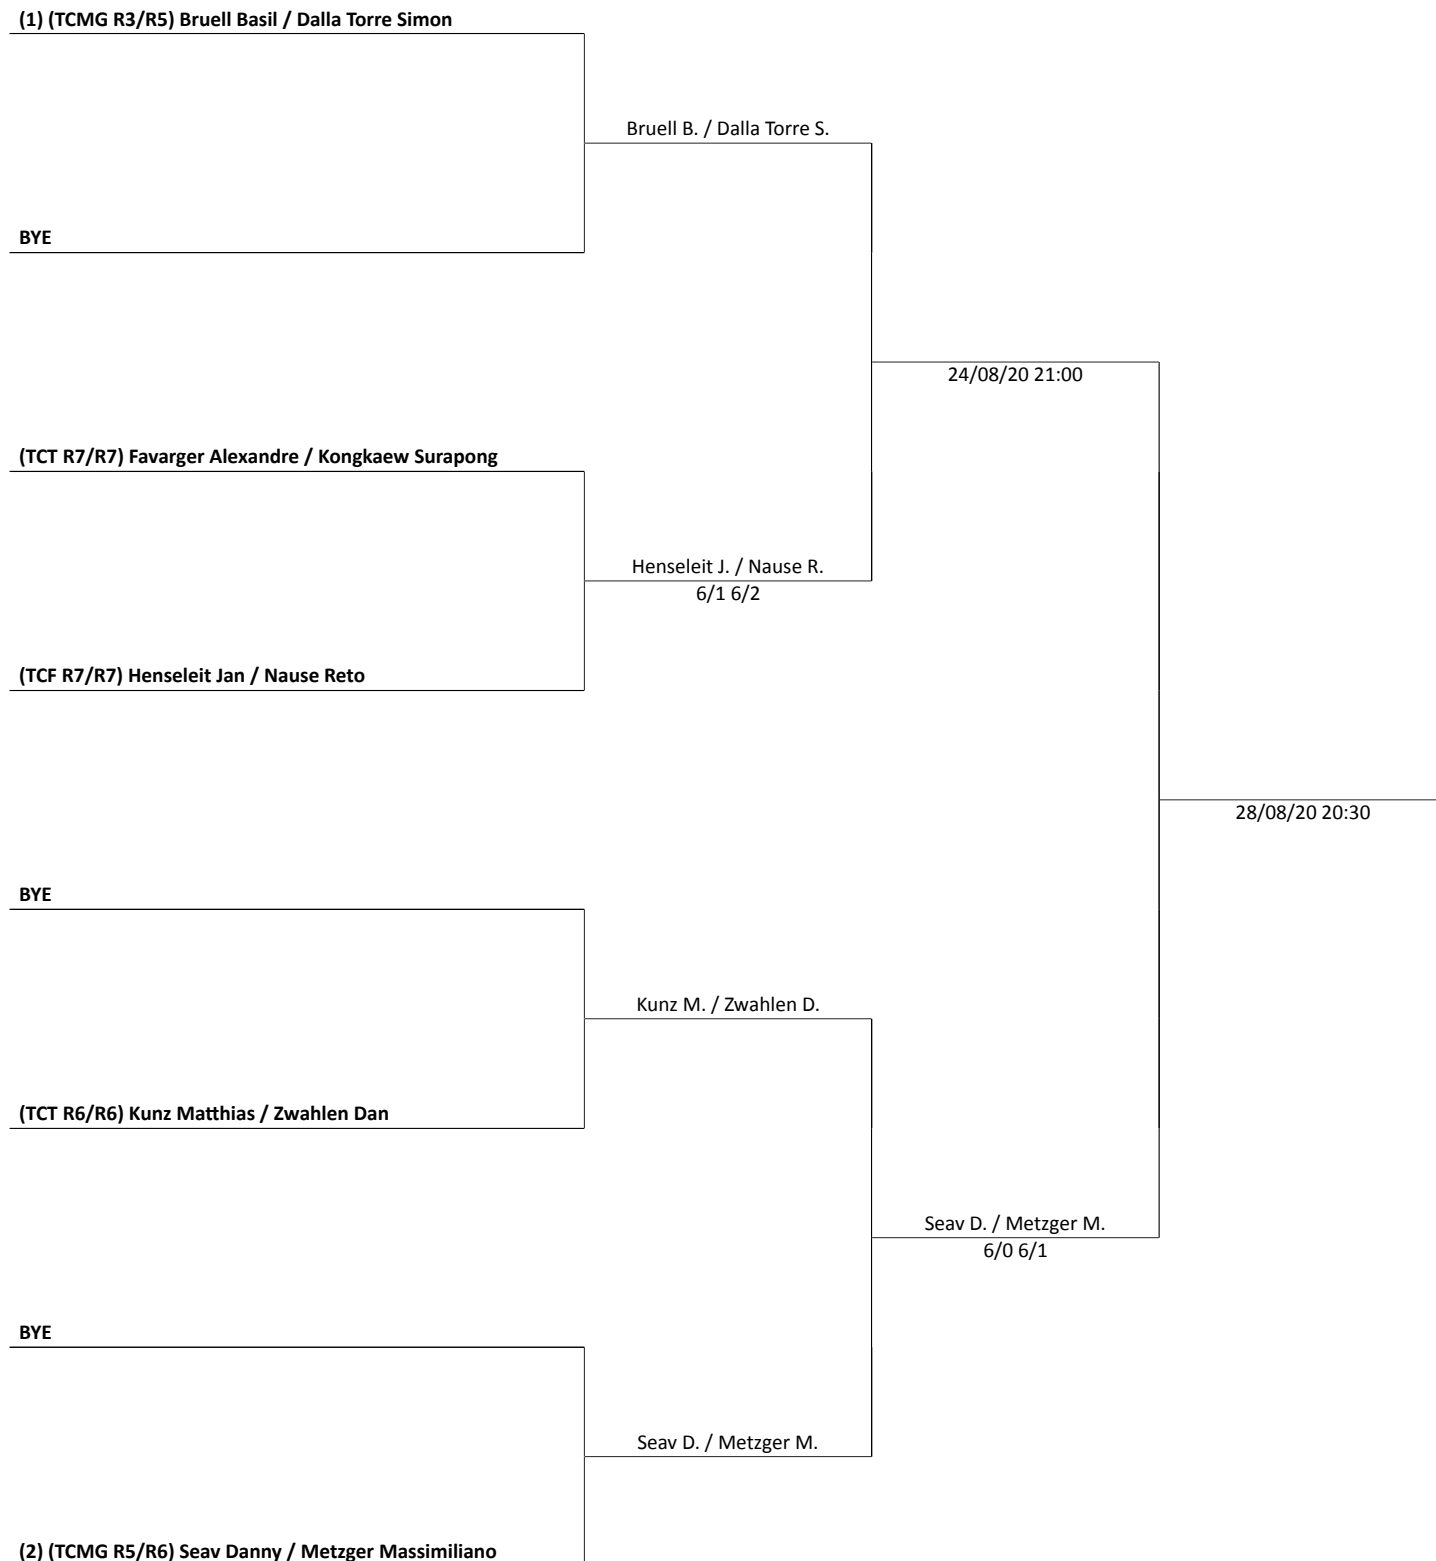 (1) (TCMG R3/R5) Bruell Basil / Dalla Torre Simon
Bruell B. / Dalla Torre S.
BYE
24/08/20 21:00
(TCT R7/R7) Favarger Alexandre / Kongkaew Surapong
Henseleit J. / Nause R.
6/1 6/2
(TCF R7/R7) Henseleit Jan / Nause Reto
28/08/20 20:30
BYE
Kunz M. / Zwahlen D.
(TCT R6/R6) Kunz Matthias / Zwahlen Dan
Seav D. / Metzger M.
6/0 6/1
BYE
Seav D. / Metzger M.
(2) (TCMG R5/R6) Seav Danny / Metzger Massimiliano